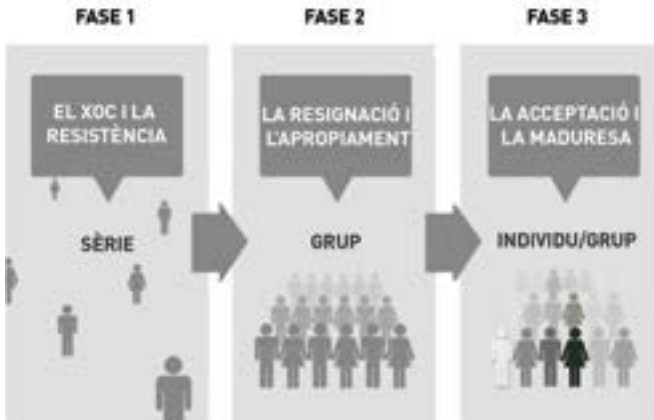 FASE 1
FASE 2
FASE 3
EL XOC I LA
RESISTÈNCIA
LA RESIGNACIÓ I
L'APROPIAMENT
LA ACCEPTACIÓ I
LA MADURESA
SÈRIE
GRUP
INDIVIDU/GRUP